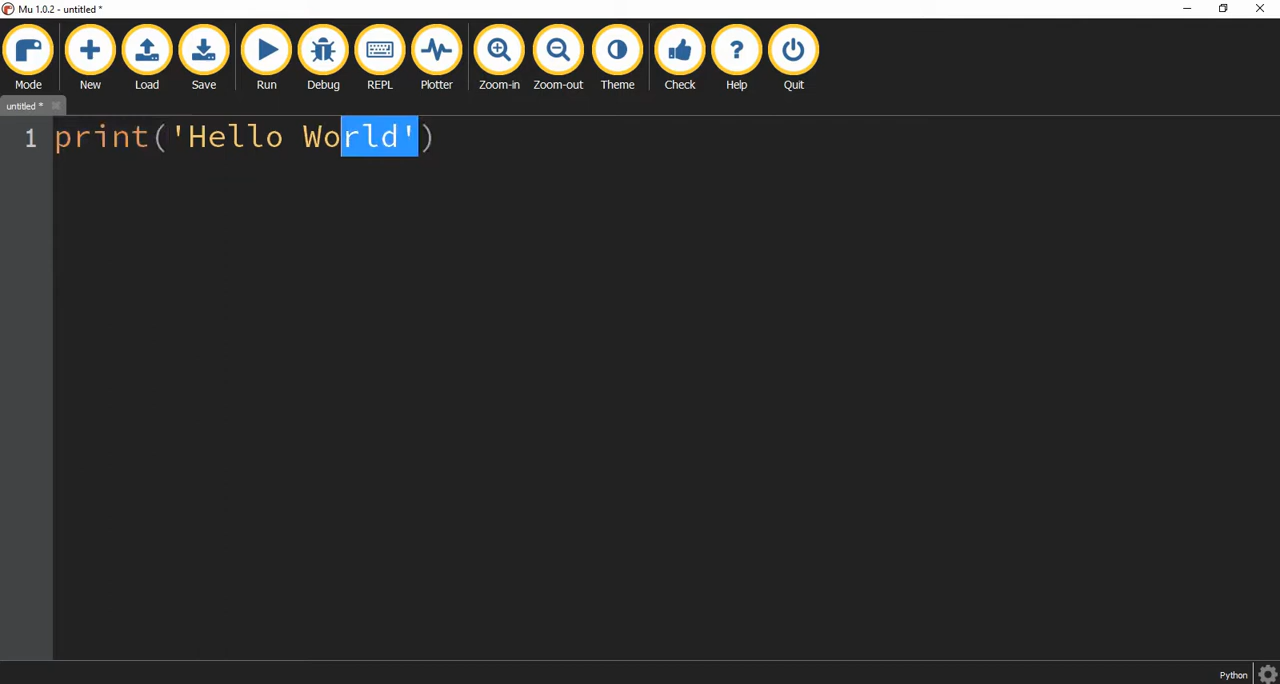 Mu 1.0.2 - untitled *
Mode New Load Save Run Debug REPL Plotter Zoom-in Zoom-out Theme Check Help Quit
untitled *
1 print('Hello World')
Python